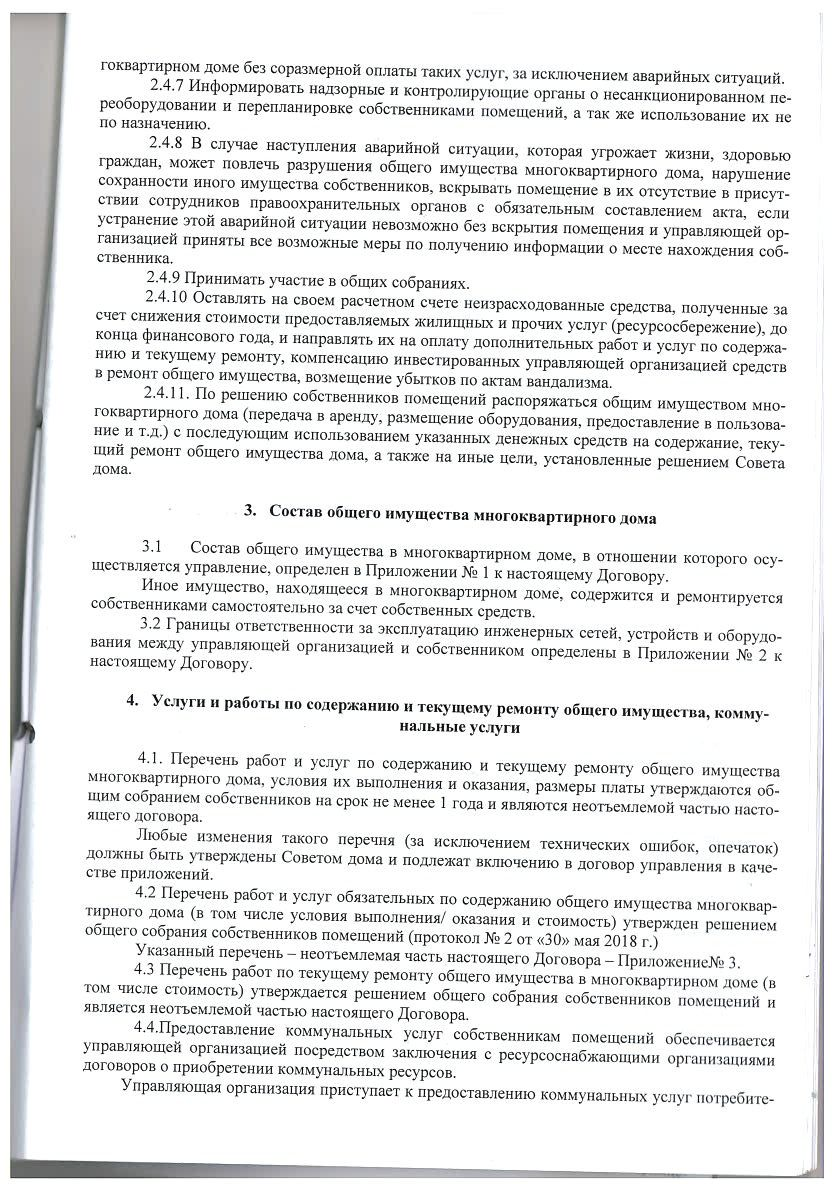 гоквартирном доме без соразмерной оплаты таких услуг, за исключением аварийных ситуаций.
2.4.7 Информировать надзорные и контролирующие органы о несанкционированном пе-
реоборудовании и перепланировке собственниками помещений, а так же использование их не
по назначению.
2.4.8 В случае наступления аварийной ситуации, которая угрожает жизни, здоровью
граждан, может повлечь разрушения общего имущества многоквартирного дома, нарушение
сохранности иного имущества собственников, вскрывать помещение в их отсутствие в присут-
ствии сотрудников правоохранительных органов с обязательным составлением акта, если
устранение этой аварийной ситуации невозможно без вскрытия помещения и управляющей ор-
ганизацией приняты все возможные меры по получению информации о месте нахождения соб-
ственника.
2.4.9 Принимать участие в общих собраниях.
2.4.10 Оставлять на своем расчетном счете неизрасходованные средства, полученные за
счет снижения стоимости предоставляемых жилищных и прочих услуг (ресурсосбережение), до
конца финансового года, и направлять их на оплату дополнительных работ и услуг по содержа-
нию и текущему ремонту, компенсацию инвестированных управляющей организацией средств
в ремонт общего имущества, возмещение убытков по актам вандализма.
2.4.11. По решению собственников помещений распоряжаться общим имуществом мно-
гоквартирного дома (передача в аренду, размещение оборудования, предоставление в пользова-
ние и т.д.) с последующим использованием указанных денежных средств на содержание, теку-
щий ремонт общего имущества дома, а также на иные цели, установленные решением Совета
дома.
3. Состав общего имущества многоквартирного дома
3.1 Состав общего имущества в многоквартирном доме, в отношении которого осу-
ществляется управление, определен в Приложении № 1 к настоящему Договору.
Иное имущество, находящееся в многоквартирном доме, содержится и ремонтируется
собственниками самостоятельно за счет собственных средств.
3.2 Границы ответственности за эксплуатацию инженерных сетей, устройств и оборудо-
вания между управляющей организацией и собственником определены в Приложении № 2 к
настоящему Договору.
4. Услуги и работы по содержанию и текущему ремонту общего имущества, комму-
нальные услуги
4.1. Перечень работ и услуг по содержанию и текущему ремонту общего имущества
многоквартирного дома, условия их выполнения и оказания, размеры платы утверждаются об-
щим собранием собственников на срок не менее 1 года и являются неотъемлемой частью насто-
ящего договора.
Любые изменения такого перечня (за исключением технических ошибок, опечаток)
должны быть утверждены Советом дома и подлежат включению в договор управления в каче-
стве приложений.
4.2 Перечень работ и услуг обязательных по содержанию общего имущества многоквар-
тирного дома (в том числе условия выполнения/ оказания и стоимость) утвержден решением
общего собрания собственников помещений (протокол № 2 от «30» мая 2018 г.)
Указанный перечень – неотъемлемая часть настоящего Договора – Приложение№ 3.
4.3 Перечень работ по текущему ремонту общего имущества в многоквартирном доме (в
том числе стоимость) утверждается решением общего собрания собственников помещений и
является неотъемлемой частью настоящего Договора.
4.4.Предоставление коммунальных услуг собственникам помещений обеспечивается
управляющей организацией посредством заключения с ресурсоснабжающими организациями
договоров о приобретении коммунальных ресурсов.
Управляющая организация приступает к предоставлению коммунальных услуг потребите-